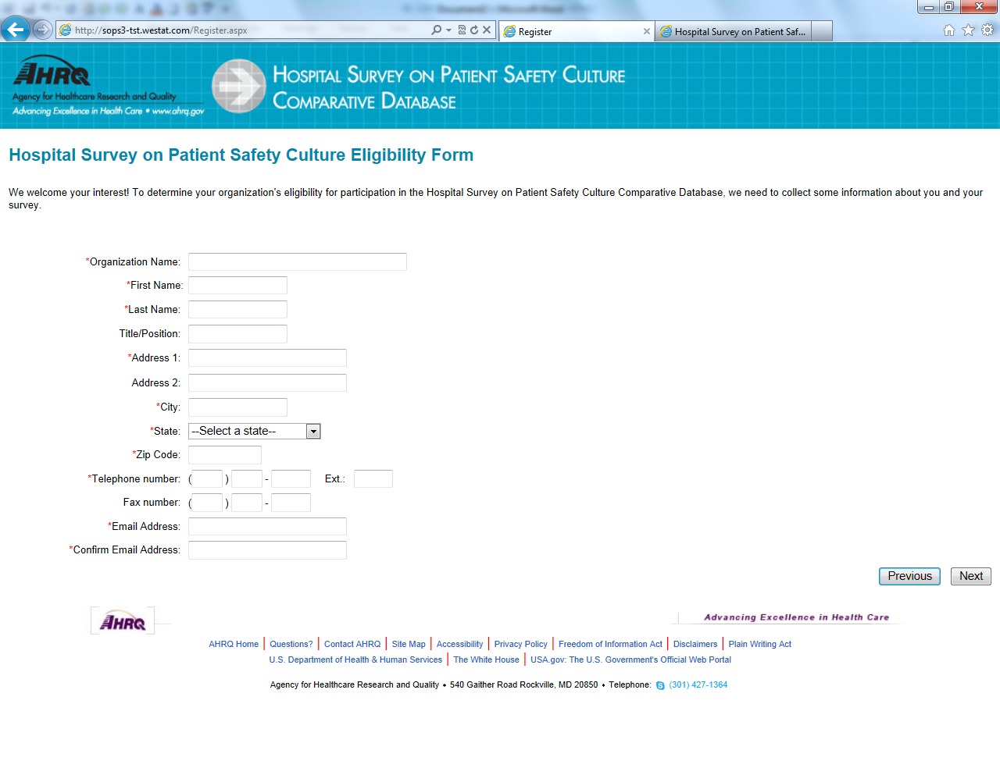 http://sops3-tst.westat.com/Register.aspx
Register
Hospital Survey on Patient Saf...
AHRQ
Agency for Healthcare Research and Quality
Advancing Excellence in Health Care • www.ahrq.gov
HOSPITAL SURVEY ON PATIENT SAFETY CULTURE
COMPARATIVE DATABASE
Hospital Survey on Patient Safety Culture Eligibility Form
We welcome your interest! To determine your organization's eligibility for participation in the Hospital Survey on Patient Safety Culture Comparative Database, we need to collect some information about you and your
survey.
*Organization Name:
*First Name:
*Last Name:
Title/Position:
*Address 1:
Address 2:
*City:
*State: --Select a state--
*Zip Code:
*Telephone number: ( ) - Ext.:
Fax number: ( ) -
*Email Address:
*Confirm Email Address:
Previous Next
AHRQ
Advancing Excellence in Health Care
AHRQ Home | Questions? | Contact AHRQ | Site Map | Accessibility | Privacy Policy | Freedom of Information Act | Disclaimers | Plain Writing Act
U.S. Department of Health & Human Services | The White House | USA.gov: The U.S. Government's Official Web Portal
Agency for Healthcare Research and Quality • 540 Gaither Road Rockville, MD 20850 • Telephone: (301) 427-1364